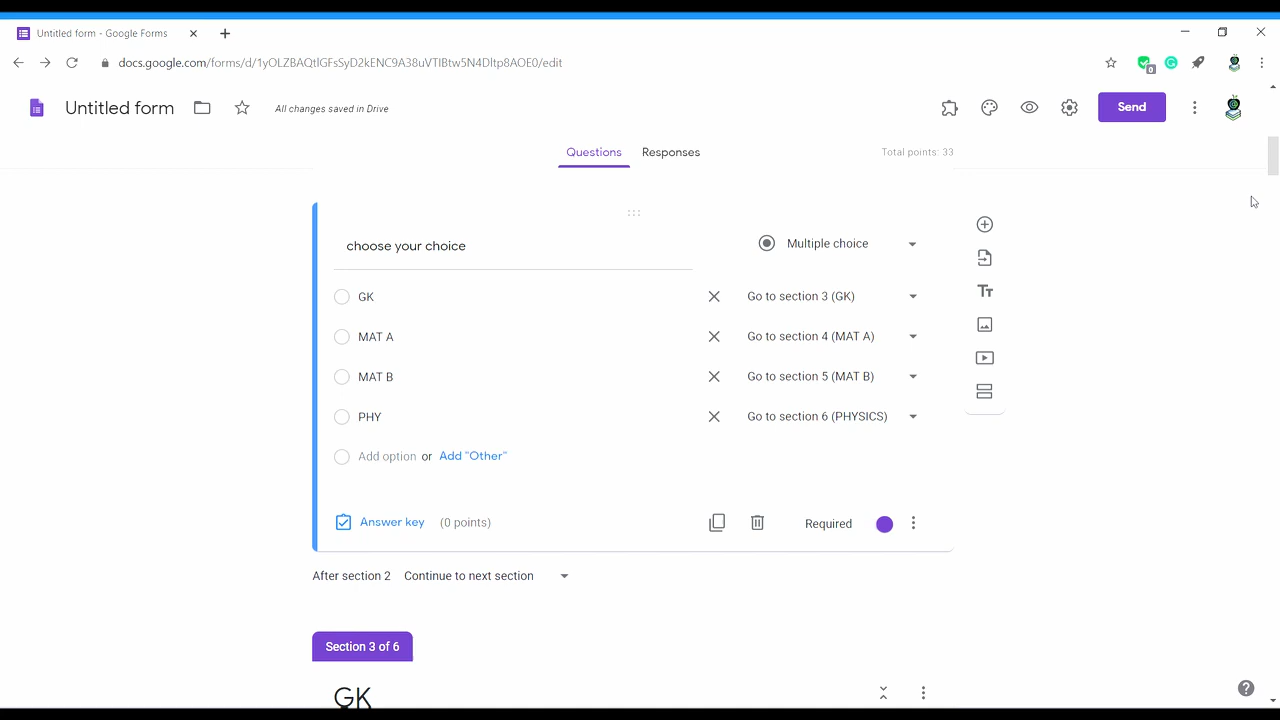 Untitled form - Google Forms
docs.google.com/forms/d/1yOLZBAQtlGFsSyD2kENC9A38uVTlBtw5N4Dltp8AOE0/edit
0
Untitled form
All changes saved in Drive
Send
Questions
Responses
Total points: 33
choose your choice
Multiple choice
GK
Go to section 3 (GK)
MAT A
Go to section 4 (MAT A)
MAT B
Go to section 5 (MAT B)
PHY
Go to section 6 (PHYSICS)
Add option or Add "Other"
Answer key (0 points)
Required
After section 2 Continue to next section
Section 3 of 6
GK